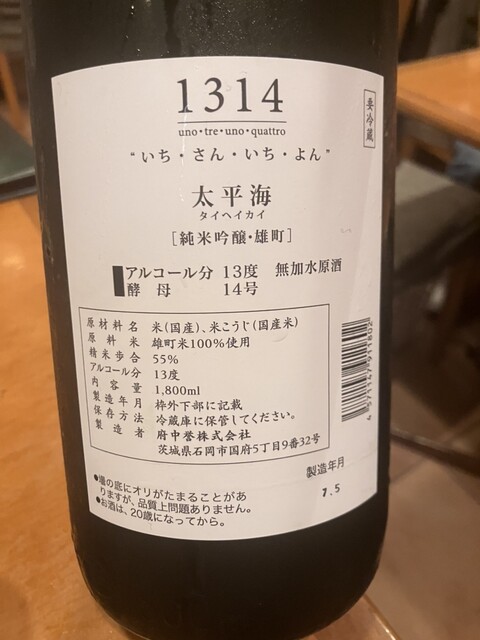 1314
uno・tre・uno・quattro
要冷蔵
“いち・さん・いち・よん”
太平海
タイヘイカイ
[純米吟醸・雄町]
アルコール分 13度 無加水原酒
酵母 14号
原材料名 米(国産)、米こうじ(国産米)
原料米 雄町米100%使用
精米歩合 55%
アルコール分 13度
内容量 1,800ml
製造年月 枠外下部に記載
保存方法 冷蔵庫に保管してください。
製造者 府中誉株式会社
茨城県石岡市国府5丁目9番32号
4571147911802
製造年月
7.5
●壜の底にオリがたまることがあ
りますが、品質上問題ありません。
●お酒は、20歳になってから。